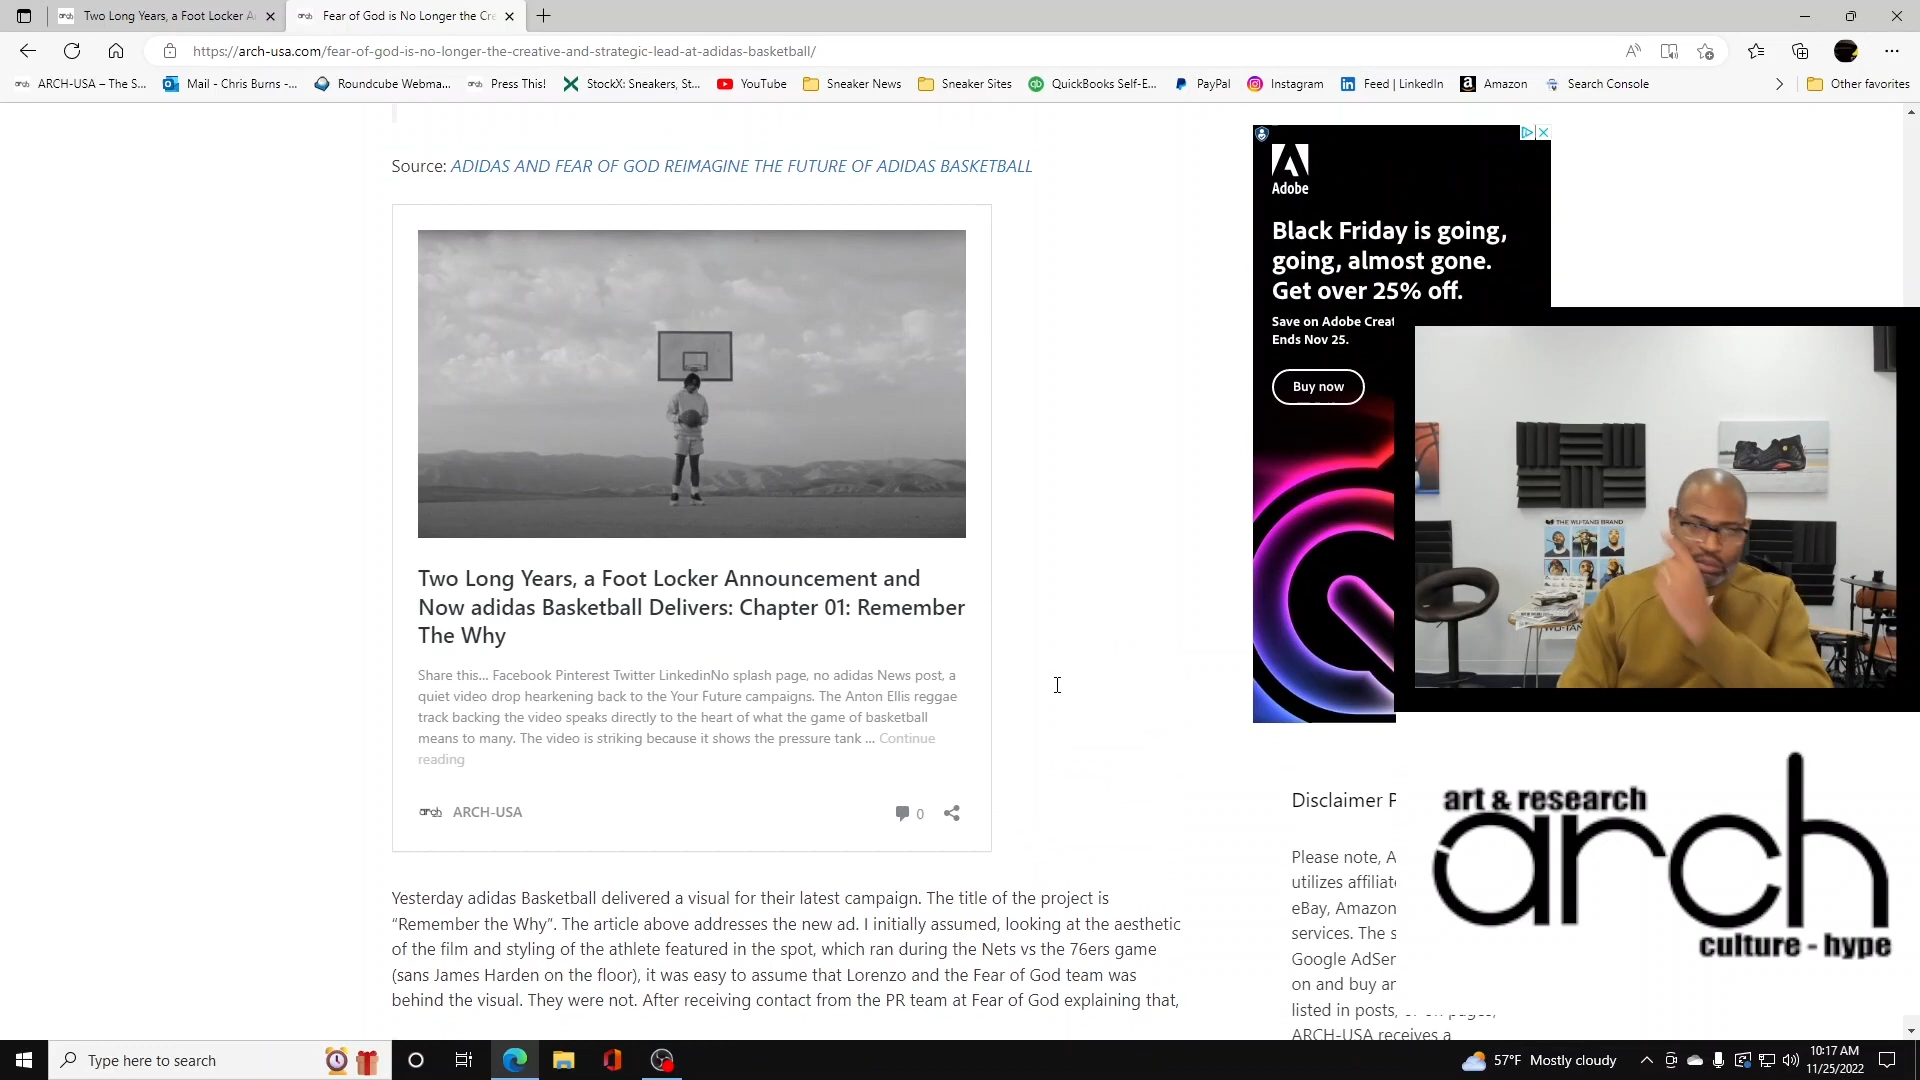 Two Long Years, a Foot Locker A
Fear of God is No Longer the Cre
https://arch-usa.com/fear-of-god-is-no-longer-the-creative-and-strategic-lead-at-adidas-basketball/
ARCH-USA – The S...
Mail - Chris Burns -...
Roundcube Webma...
Press This!
StockX: Sneakers, St...
YouTube
Sneaker News
Sneaker Sites
QuickBooks Self-E...
PayPal
Instagram
Feed | LinkedIn
Amazon
Search Console
Other favorites
Source: ADIDAS AND FEAR OF GOD REIMAGINE THE FUTURE OF ADIDAS BASKETBALL
Two Long Years, a Foot Locker Announcement and
Now adidas Basketball Delivers: Chapter 01: Remember
The Why
Share this... Facebook Pinterest Twitter LinkedinNo splash page, no adidas News post, a
quiet video drop hearkening back to the Your Future campaigns. The Anton Ellis reggae
track backing the video speaks directly to the heart of what the game of basketball
means to many. The video is striking because it shows the pressure tank ... Continue
reading
arch ARCH-USA
0
Yesterday adidas Basketball delivered a visual for their latest campaign. The title of the project is
“Remember the Why”. The article above addresses the new ad. I initially assumed, looking at the aesthetic
of the film and styling of the athlete featured in the spot, which ran during the Nets vs the 76ers game
(sans James Harden on the floor), it was easy to assume that Lorenzo and the Fear of God team was
behind the visual. They were not. After receiving contact from the PR team at Fear of God explaining that,
Adobe
Black Friday is going,
going, almost gone.
Get over 25% off.
Save on Adobe Creat
Ends Nov 25.
Buy now
THE WU-TANG BRAND
WU-TANG
Disclaimer P
Please note, A
utilizes affiliate
eBay, Amazon
services. The s
Google AdSer
on and buy ar
listed in posts,
ARCH-USA receives a
art & research
arch
culture - hype
Type here to search
57°F Mostly cloudy
10:17 AM
11/25/2022